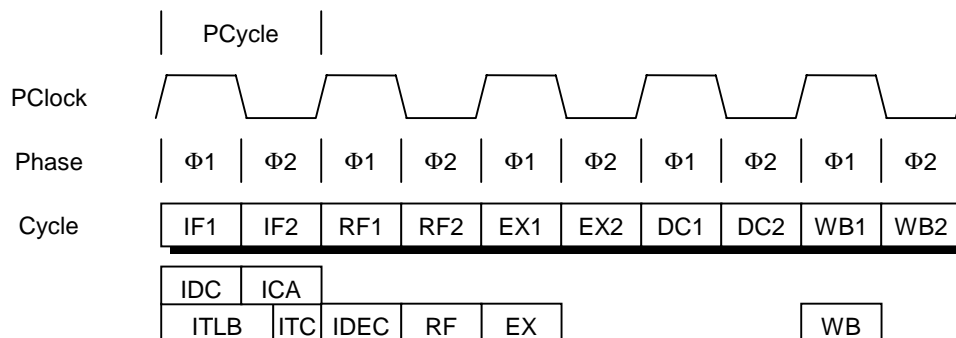 PCycle
PClock
Phase Φ1 Φ2 Φ1 Φ2 Φ1 Φ2 Φ1 Φ2 Φ1 Φ2
Cycle IF1 IF2 RF1 RF2 EX1 EX2 DC1 DC2 WB1 WB2
IDC ICA
ITLB ITC IDEC RF EX WB